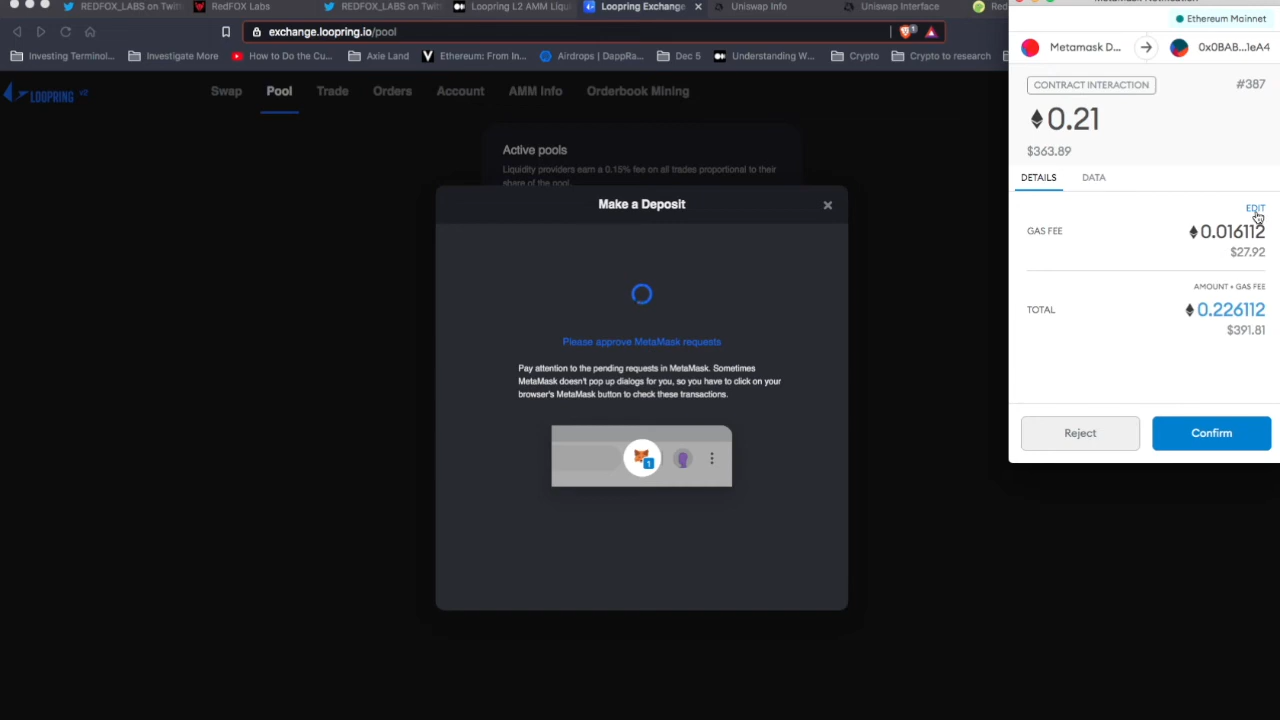 REDFOX_LABS on Twitt
RedFOX Labs
REDFOX_LABS on Twitt
Loopring L2 AMM Liqui
Loopring Exchange
Uniswap Info
Uniswap Interface
Red
MetaMask Notification
exchange.loopring.io/pool
Investing Terminol...
Investigate More
How to Do the Cu...
Axie Land
Ethereum: From In...
Airdrops | DappRa...
Dec 5
Understanding W...
Crypto
Crypto to research
LOOPRING v2
Swap
Pool
Trade
Orders
Account
AMM Info
Orderbook Mining
Active pools
Liquidity providers earn a 0.15% fee on all trades proportional to their
share of the pool.
Make a Deposit
Please approve MetaMask requests
Pay attention to the pending requests in MetaMask. Sometimes
MetaMask doesn't pop up dialogs for you, so you have to click on your
browser's MetaMask button to check these transactions.
1
Ethereum Mainnet
Metamask D...
0x0BAB...1eA4
CONTRACT INTERACTION
#387
0.21
$363.89
DETAILS
DATA
EDIT
GAS FEE
0.016112
$27.92
AMOUNT + GAS FEE
TOTAL
0.226112
$391.81
Reject
Confirm